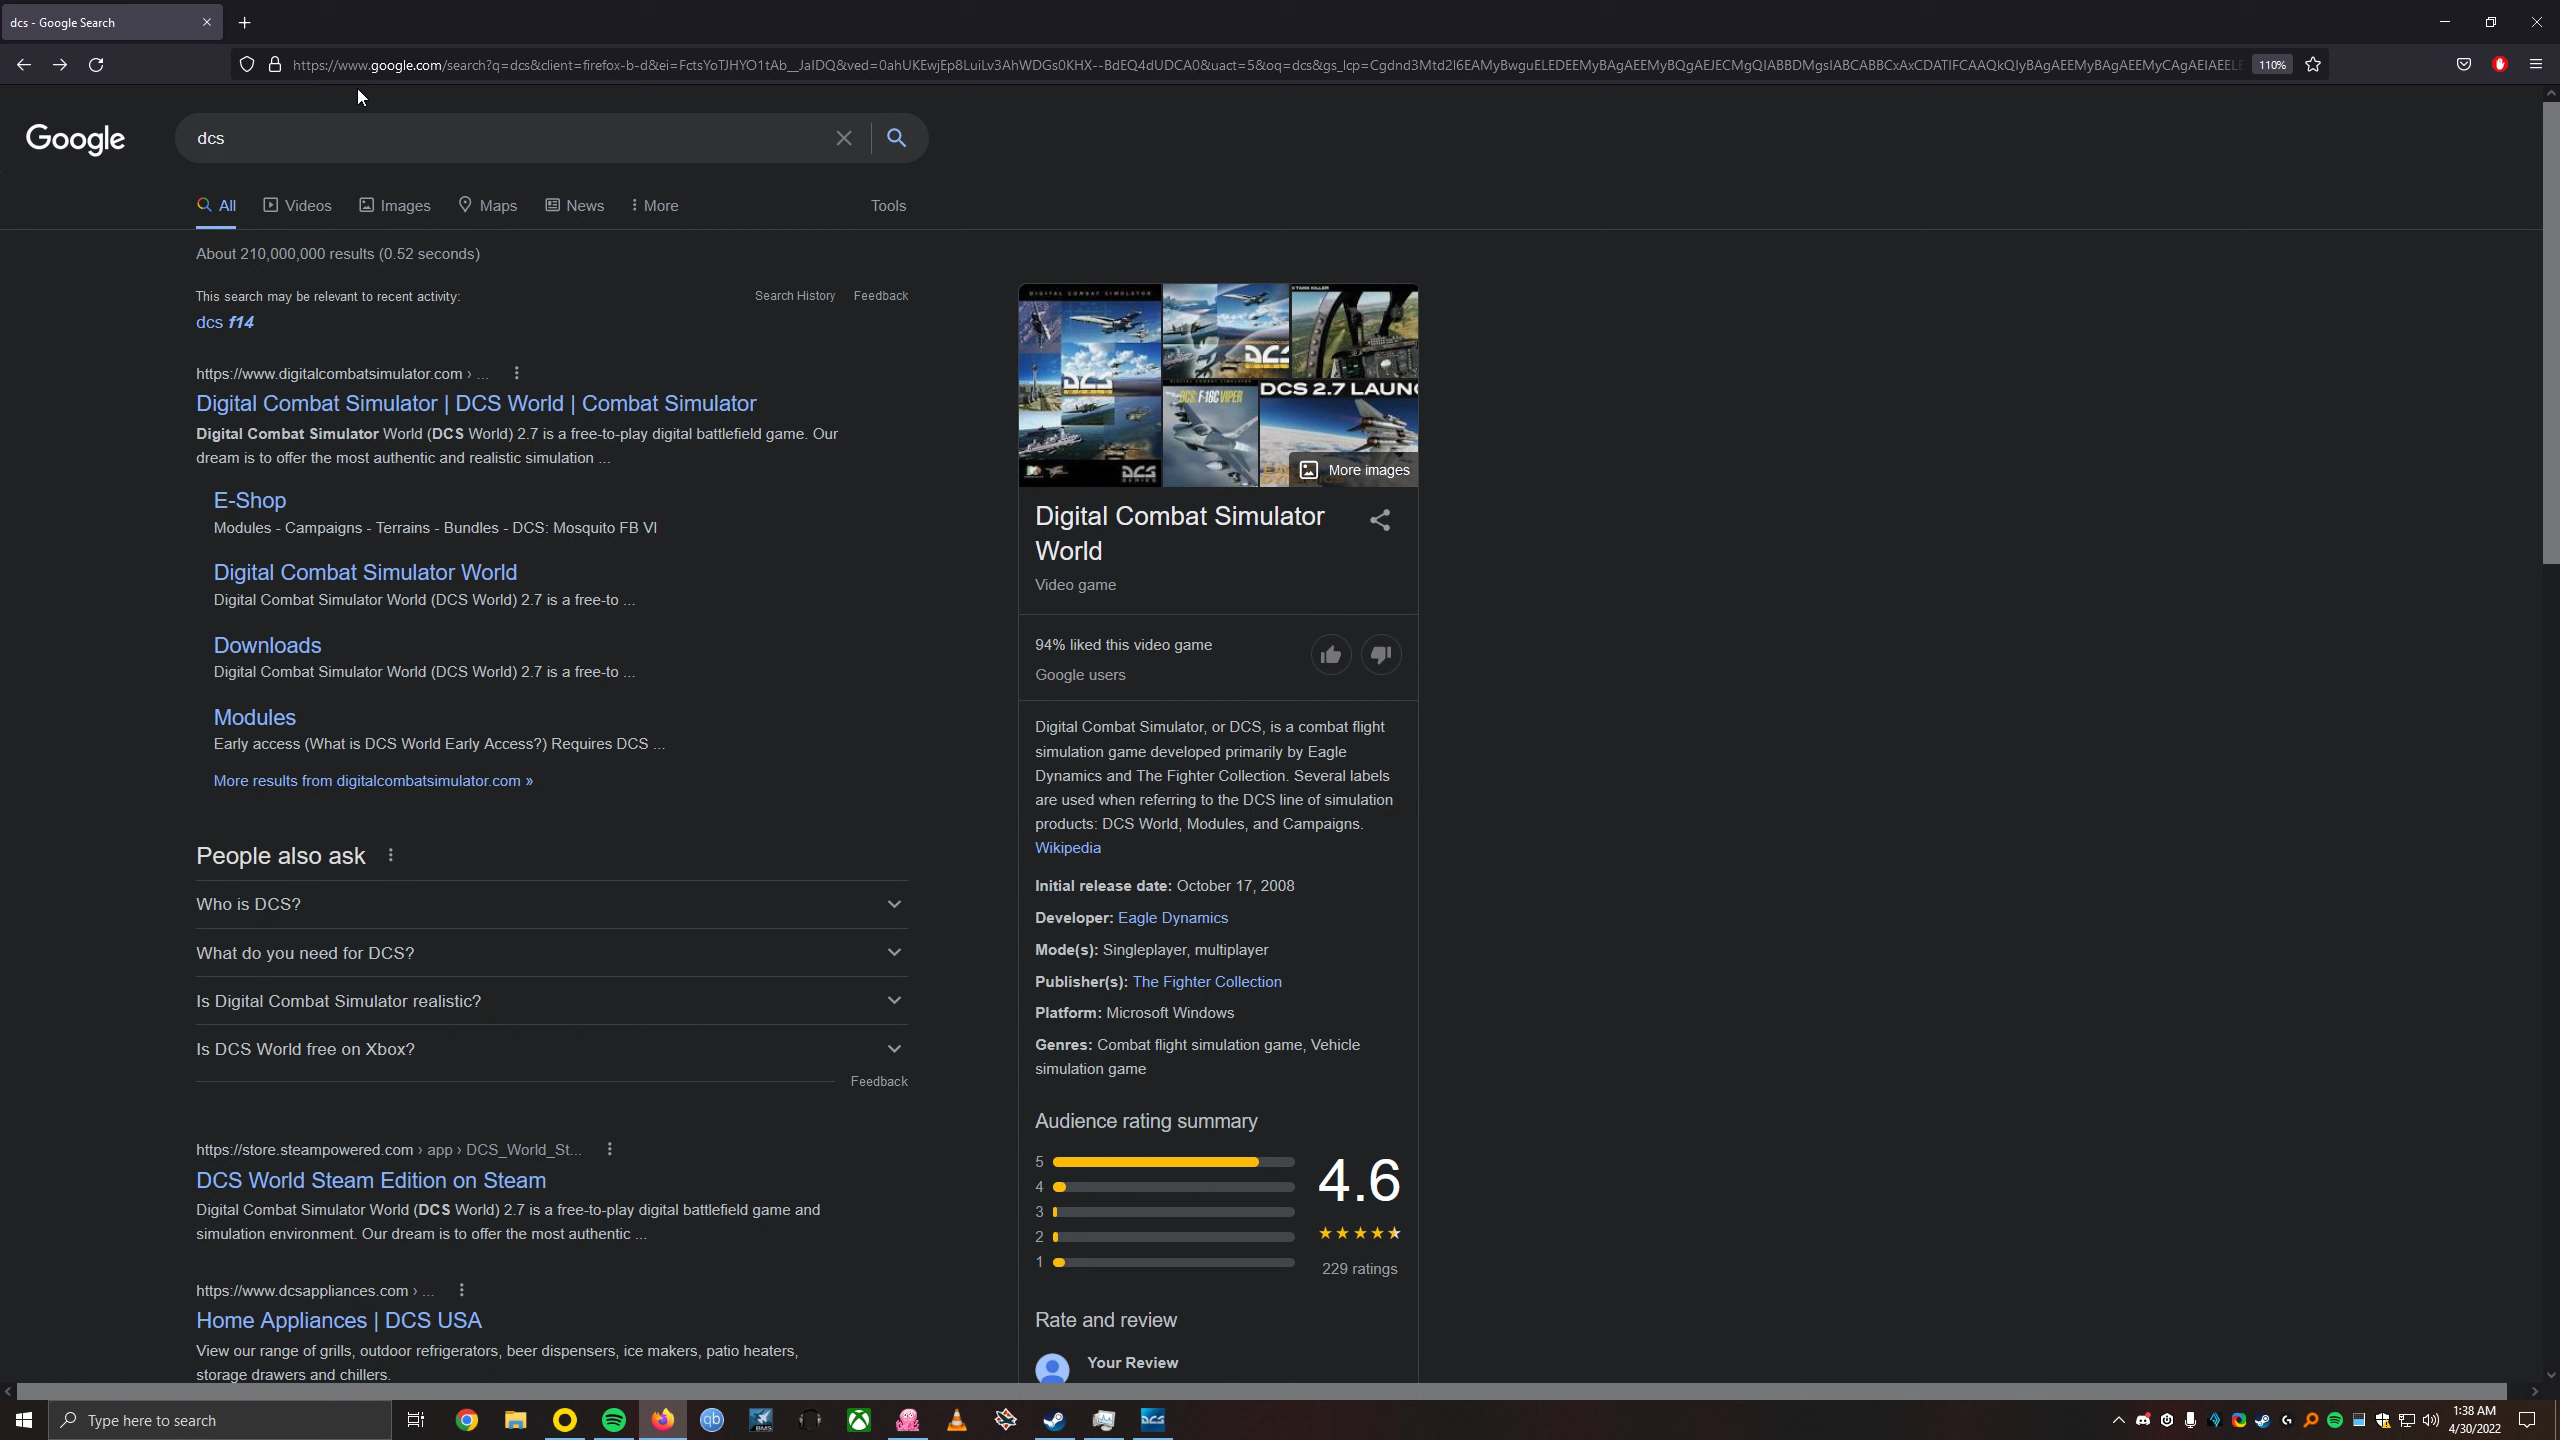 dcs - Google Search
https://www.google.com/search?q=dcs&client=firefox-b-d&ei=FctsYoTJHYO1tAb__JaIDQ&ved=0ahUKEwjEp8LuiLv3AhWDGs0KHX--BdEQ4dUDCA0&uact=5&oq=dcs&gs_lcp=Cgdnd3Mtd2l6EAMyBwguELEDEEMyBAgAEEMyBQgAEJECMgQIABBDMgsIABCABBCxAxCDATIFCAAQkQIyBAgAEEMyBAgAEEMyCAgAEIAEELE 110%
Google
dcs
All Videos Images Maps News More Tools
About 210,000,000 results (0.52 seconds)
This search may be relevant to recent activity: Search History Feedback
dcs f14
https://www.digitalcombatsimulator.com › ...
Digital Combat Simulator | DCS World | Combat Simulator
Digital Combat Simulator World (DCS World) 2.7 is a free-to-play digital battlefield game. Our
dream is to offer the most authentic and realistic simulation ...
E-Shop
Modules - Campaigns - Terrains - Bundles - DCS: Mosquito FB VI
Digital Combat Simulator World
Digital Combat Simulator World (DCS World) 2.7 is a free-to ...
Downloads
Digital Combat Simulator World (DCS World) 2.7 is a free-to ...
Modules
Early access (What is DCS World Early Access?) Requires DCS ...
More results from digitalcombatsimulator.com »
People also ask
Who is DCS?
What do you need for DCS?
Is Digital Combat Simulator realistic?
Is DCS World free on Xbox?
Feedback
https://store.steampowered.com › app › DCS_World_St...
DCS World Steam Edition on Steam
Digital Combat Simulator World (DCS World) 2.7 is a free-to-play digital battlefield game and
simulation environment. Our dream is to offer the most authentic ...
https://www.dcsappliances.com › ...
Home Appliances | DCS USA
View our range of grills, outdoor refrigerators, beer dispensers, ice makers, patio heaters,
storage drawers and chillers.
DIGITAL COMBAT SIMULATOR
DCS
WORLD
TANK KILLER
DCS: F-16C VIPER
DCS 2.7 LAUNC
DCS
More images
Digital Combat Simulator
World
Video game
94% liked this video game
Google users
Digital Combat Simulator, or DCS, is a combat flight
simulation game developed primarily by Eagle
Dynamics and The Fighter Collection. Several labels
are used when referring to the DCS line of simulation
products: DCS World, Modules, and Campaigns.
Wikipedia
Initial release date: October 17, 2008
Developer: Eagle Dynamics
Mode(s): Singleplayer, multiplayer
Publisher(s): The Fighter Collection
Platform: Microsoft Windows
Genres: Combat flight simulation game, Vehicle
simulation game
Audience rating summary
5
4
3
2
1
4.6
229 ratings
Rate and review
Your Review
Type here to search
qb
BMS
DCS
1:38 AM
4/30/2022